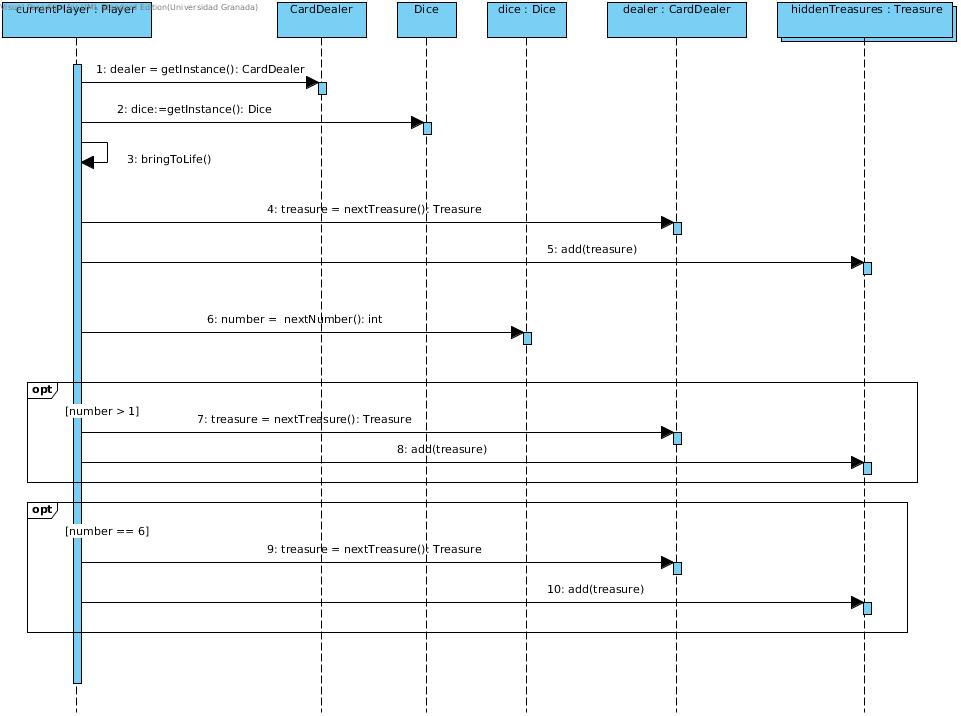 Edition(Universidad Granada)
currentPlayer : Player
CardDealer
Dice
dice : Dice
dealer : CardDealer
hiddenTreasures : Treasure
1: dealer = getInstance(): CardDealer
2: dice:=getInstance(): Dice
3: bringToLife()
4: treasure = nextTreasure(): Treasure
5: add(treasure)
6: number = nextNumber(): int
opt
[number > 1]
7: treasure = nextTreasure(): Treasure
8: add(treasure)
opt
[number == 6]
9: treasure = nextTreasure(): Treasure
10: add(treasure)